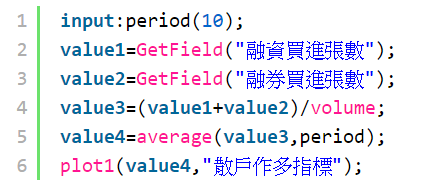 1 input:period(10);
2 value1=GetField("融資買進張數");
3 value2=GetField("融券買進張數");
4 value3=(value1+value2)/volume;
5 value4=average(value3,period);
6 plot1(value4,"散戶作多指標");